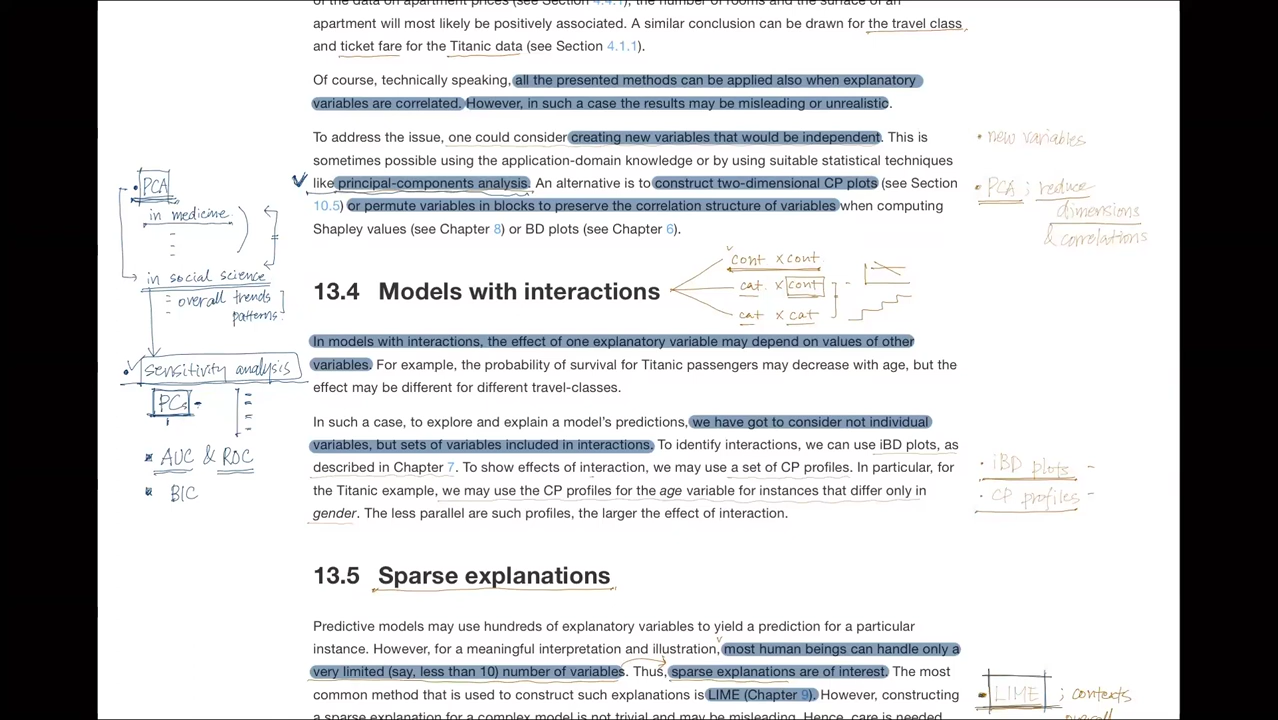 of the data on apartment prices (see Section 4.4.1), the number of rooms and the surface of an
apartment will most likely be positively associated. A similar conclusion can be drawn for the travel class
and ticket fare for the Titanic data (see Section 4.1.1).
Of course, technically speaking, all the presented methods can be applied also when explanatory
variables are correlated. However, in such a case the results may be misleading or unrealistic.
To address the issue, one could consider creating new variables that would be independent. This is
sometimes possible using the application-domain knowledge or by using suitable statistical techniques
like principal-components analysis. An alternative is to construct two-dimensional CP plots (see Section
10.5) or permute variables in blocks to preserve the correlation structure of variables when computing
Shapley values (see Chapter 8) or BD plots (see Chapter 6).
• new variables
• PCA ; reduce
dimensions
& correlations
• PCA
in medicine
in social science
overall trends
patterns
sensitivity analysis
PCs
AUC & ROC
BIC
13.4 Models with interactions
cont x cont
cat x cont
cat x cat
In models with interactions, the effect of one explanatory variable may depend on values of other
variables. For example, the probability of survival for Titanic passengers may decrease with age, but the
effect may be different for different travel-classes.
In such a case, to explore and explain a model's predictions, we have got to consider not individual
variables, but sets of variables included in interactions. To identify interactions, we can use iBD plots, as
described in Chapter 7. To show effects of interaction, we may use a set of CP profiles. In particular, for
the Titanic example, we may use the CP profiles for the age variable for instances that differ only in
gender. The less parallel are such profiles, the larger the effect of interaction.
• iBD plots -
• CP profiles -
13.5 Sparse explanations
Predictive models may use hundreds of explanatory variables to yield a prediction for a particular
instance. However, for a meaningful interpretation and illustration, most human beings can handle only a
very limited (say, less than 10) number of variables. Thus, sparse explanations are of interest. The most
common method that is used to construct such explanations is LIME (Chapter 9). However, constructing
a sparse explanation for a complex model is not trivial and may be misleading. Hence, care is needed
• LIME ; contexts
overall